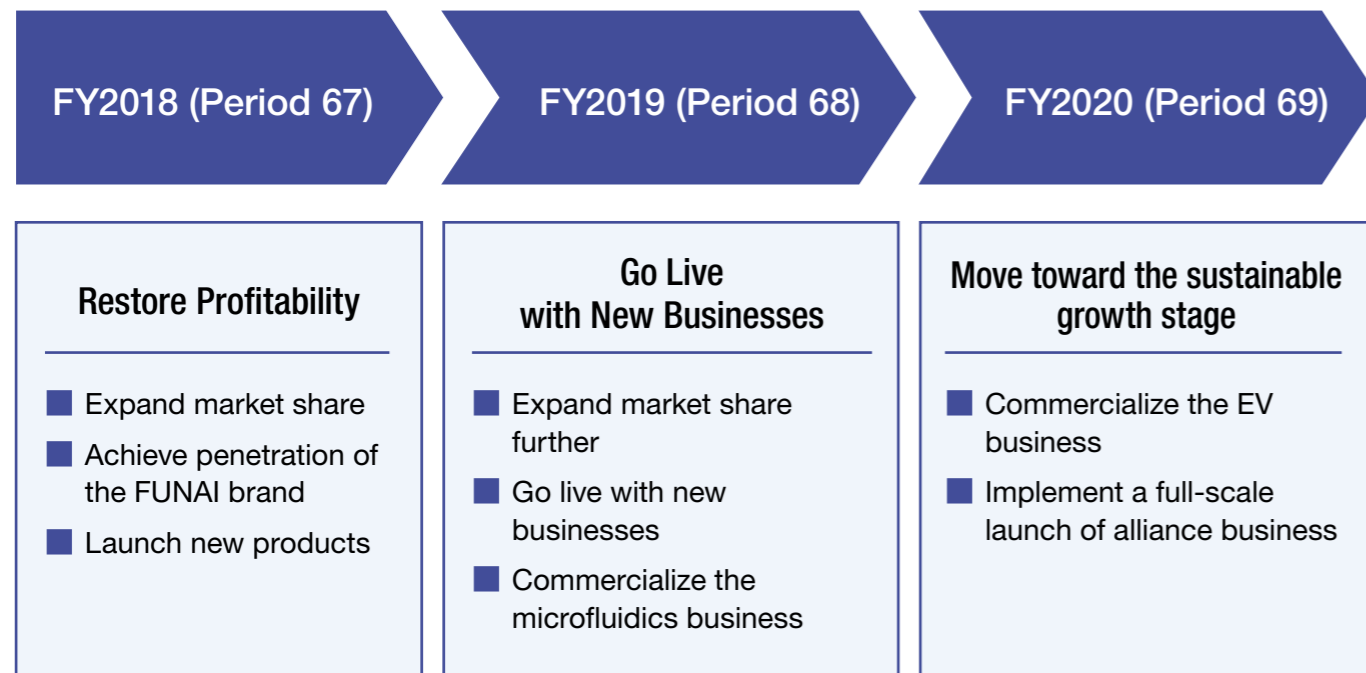 FY2018 (Period 67)
FY2019 (Period 68)
FY2020 (Period 69)
Restore Profitability
Expand market share
Achieve penetration of
the FUNAI brand
Launch new products
Go Live
with New Businesses
Expand market share
further
Go live with new
businesses
Commercialize the
microfluidics business
Move toward the sustainable
growth stage
Commercialize the EV
business
Implement a full-scale
launch of alliance business